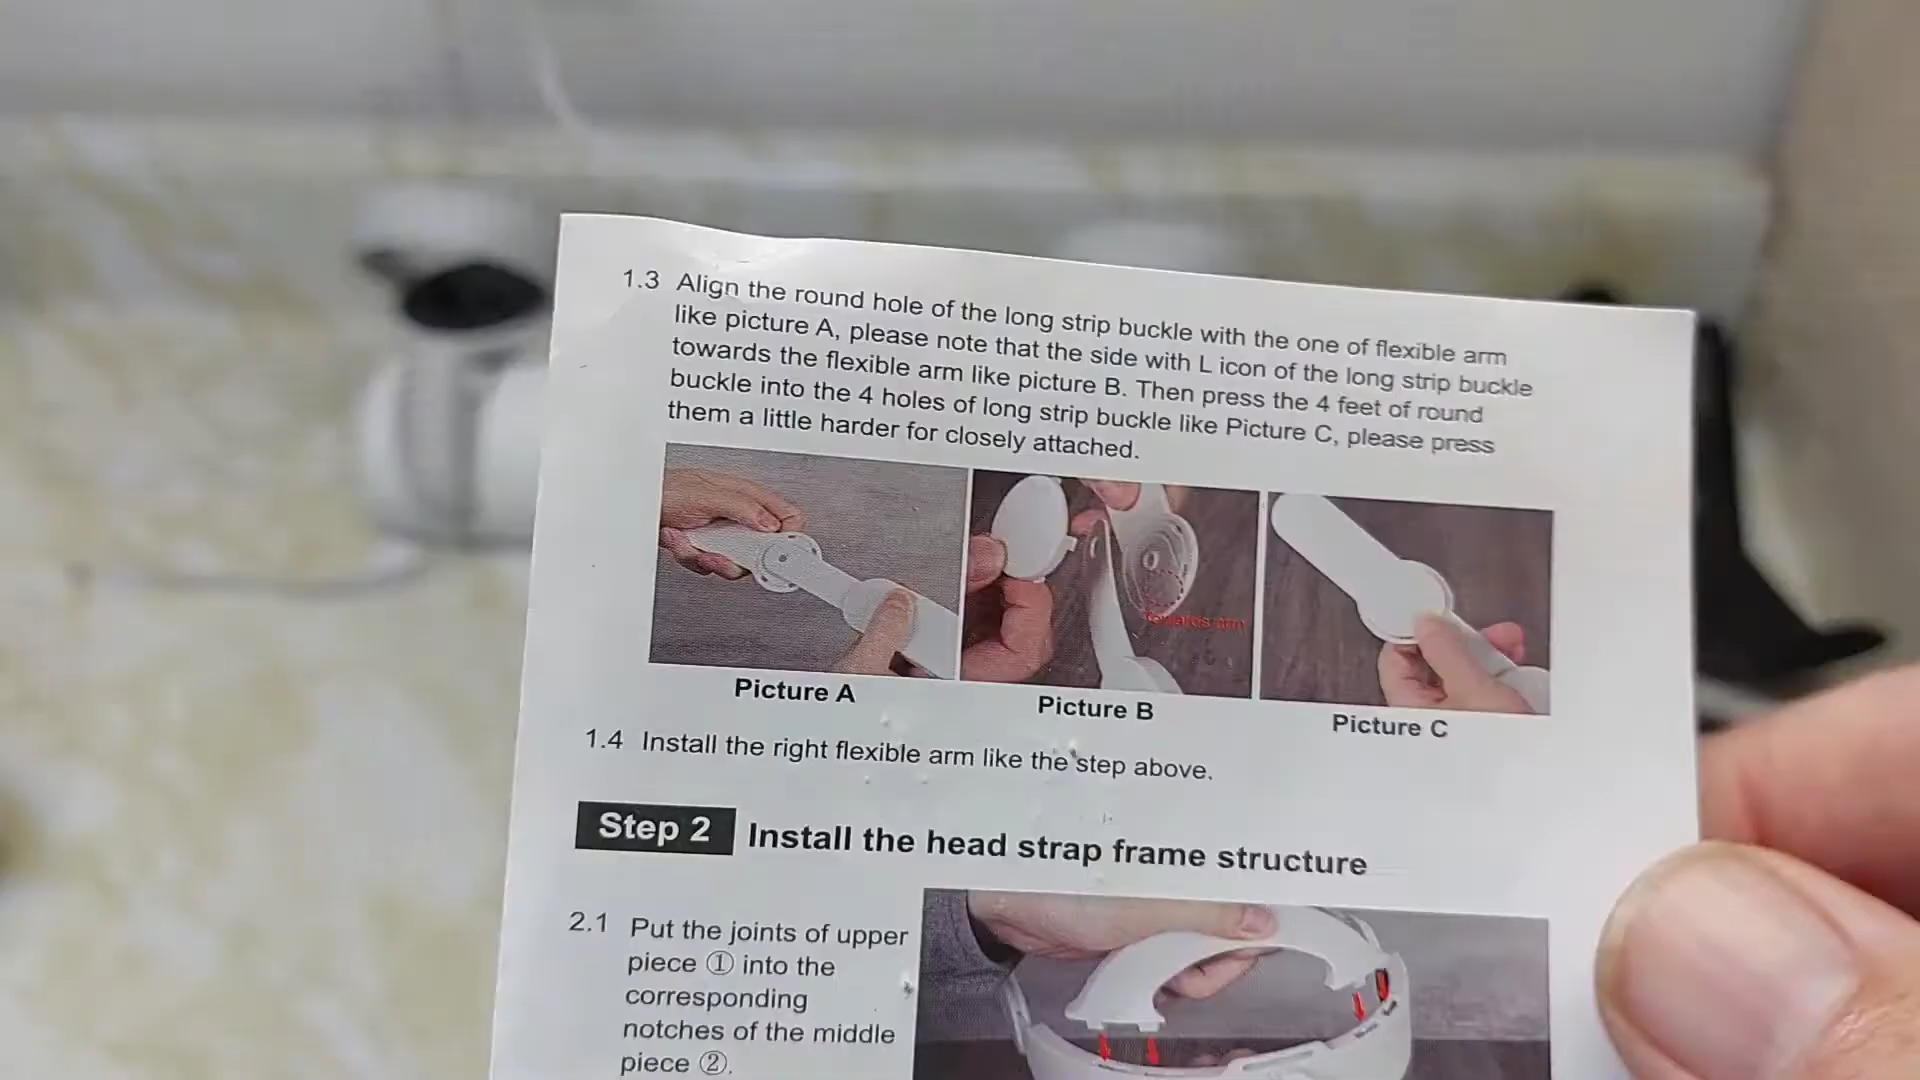 1.3 Align the round hole of the long strip buckle with the one of flexible arm
like picture A, please note that the side with L icon of the long strip buckle
towards the flexible arm like picture B. Then press the 4 feet of round
buckle into the 4 holes of long strip buckle like Picture C, please press
them a little harder for closely attached.
towards arm
Picture A
Picture B
Picture C
1.4 Install the right flexible arm like the step above.
Step 2 Install the head strap frame structure
2.1 Put the joints of upper
piece ① into the
corresponding
notches of the middle
piece ②.